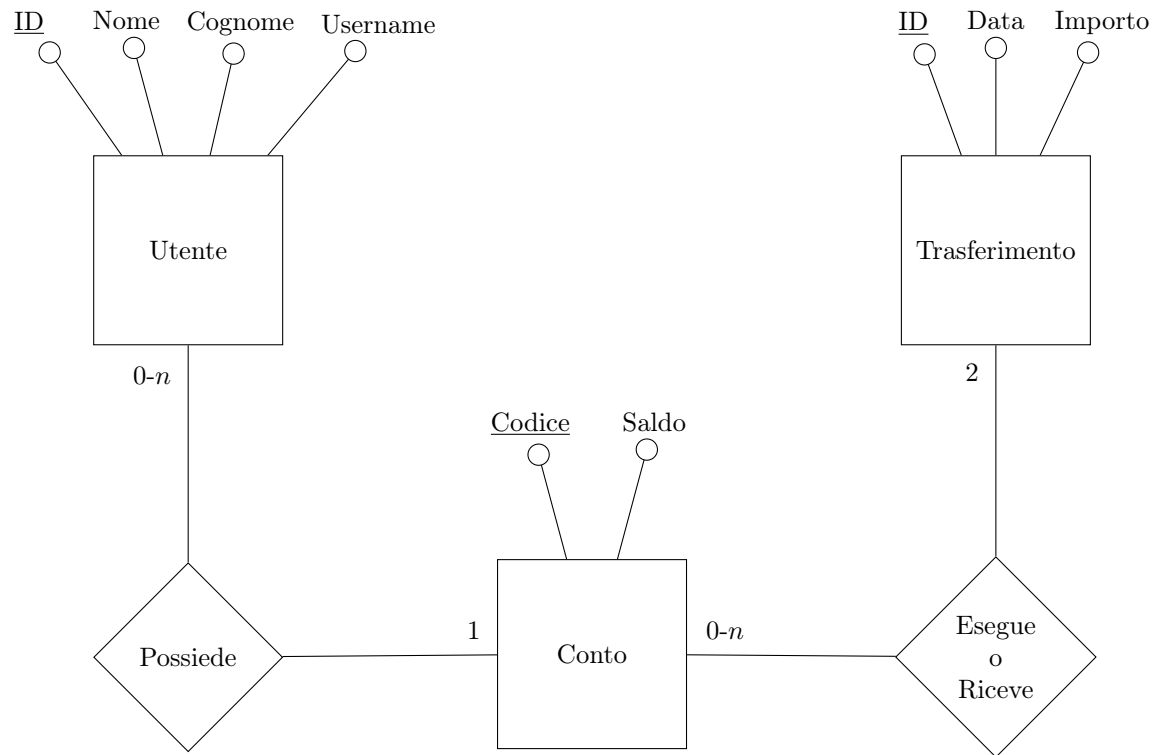 ID
Nome
Cognome
Username
ID
Data
Importo
Utente
Trasferimento
0-n
2
Codice
Saldo
Possiede
1
Conto
0-n
Esegue
o
Riceve